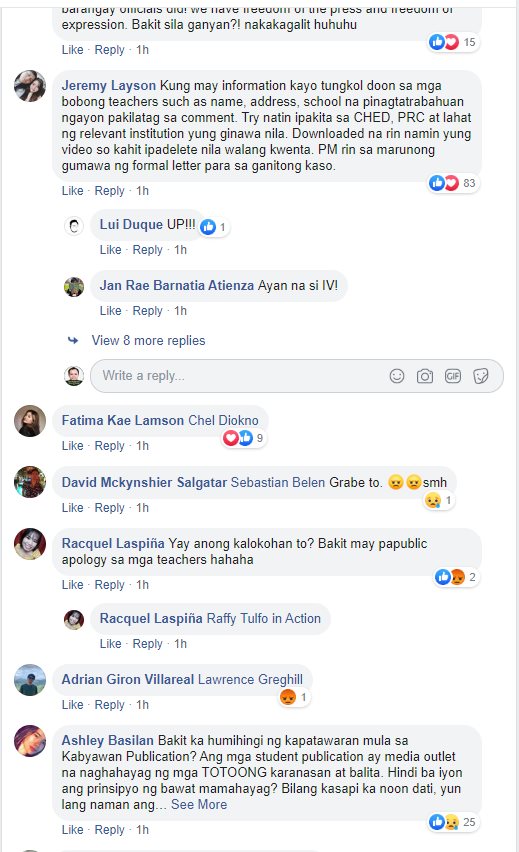 barangay officials did! we have freedom of the press and freedom of
expression. Bakit sila ganyan?! nakakagalit huhuhu
15
Like · Reply · 1h
Jeremy Layson Kung may information kayo tungkol doon sa mga
bobong teachers such as name, address, school na pinagtatrabahuan
ngayon pakilatag sa comment. Try natin ipakita sa CHED, PRC at lahat
ng relevant institution yung ginawa nila. Downloaded na rin namin yung
video so kahit ipadelete nila walang kwenta. PM rin sa marunong
gumawa ng formal letter para sa ganitong kaso.
83
Like · Reply · 1h
Lui Duque UP!!!
1
Like · Reply · 1h
Jan Rae Barnatia Atienza Ayan na si IV!
Like · Reply · 1h
View 8 more replies
Write a reply...
GIF
Fatima Kae Lamson Chel Diokno
9
Like · Reply · 1h
David Mckynshier Salgatar Sebastian Belen Grabe to. 😠😠smh
1
Like · Reply · 1h
Racquel Laspiña Yay anong kalokohan to? Bakit may papublic
apology sa mga teachers hahaha
2
Like · Reply · 1h
Racquel Laspiña Raffy Tulfo in Action
Like · Reply · 1h
Adrian Giron Villareal Lawrence Greghill
1
Like · Reply · 1h
Ashley Basilan Bakit ka humihingi ng kapatawaran mula sa
Kabyawan Publication? Ang mga student publication ay media outlet
na naghahayag ng mga TOTOONG karanasan at balita. Hindi ba iyon
ang prinsipyo ng bawat mamahayag? Bilang kasapi ka noon dati, yun
lang naman ang… See More
25
Like · Reply · 1h